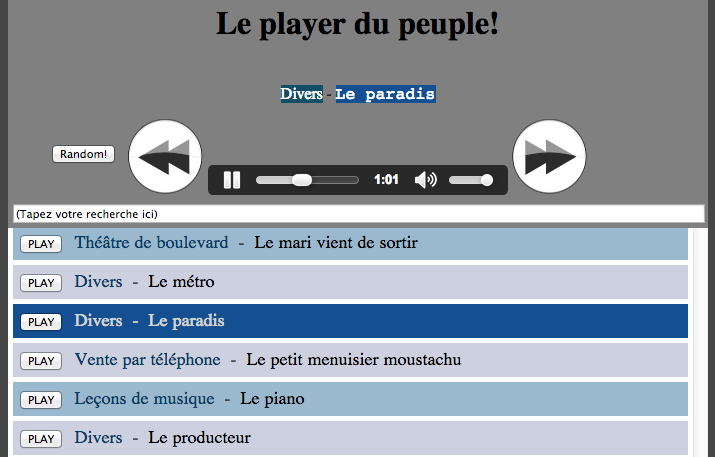 Le player du peuple!
Divers - Le paradis
Random!
1:01
(Tapez votre recherche ici)
PLAY Théâtre de boulevard - Le mari vient de sortir
PLAY Divers - Le métro
PLAY Divers - Le paradis
PLAY Vente par téléphone - Le petit menuisier moustachu
PLAY Leçons de musique - Le piano
PLAY Divers - Le producteur